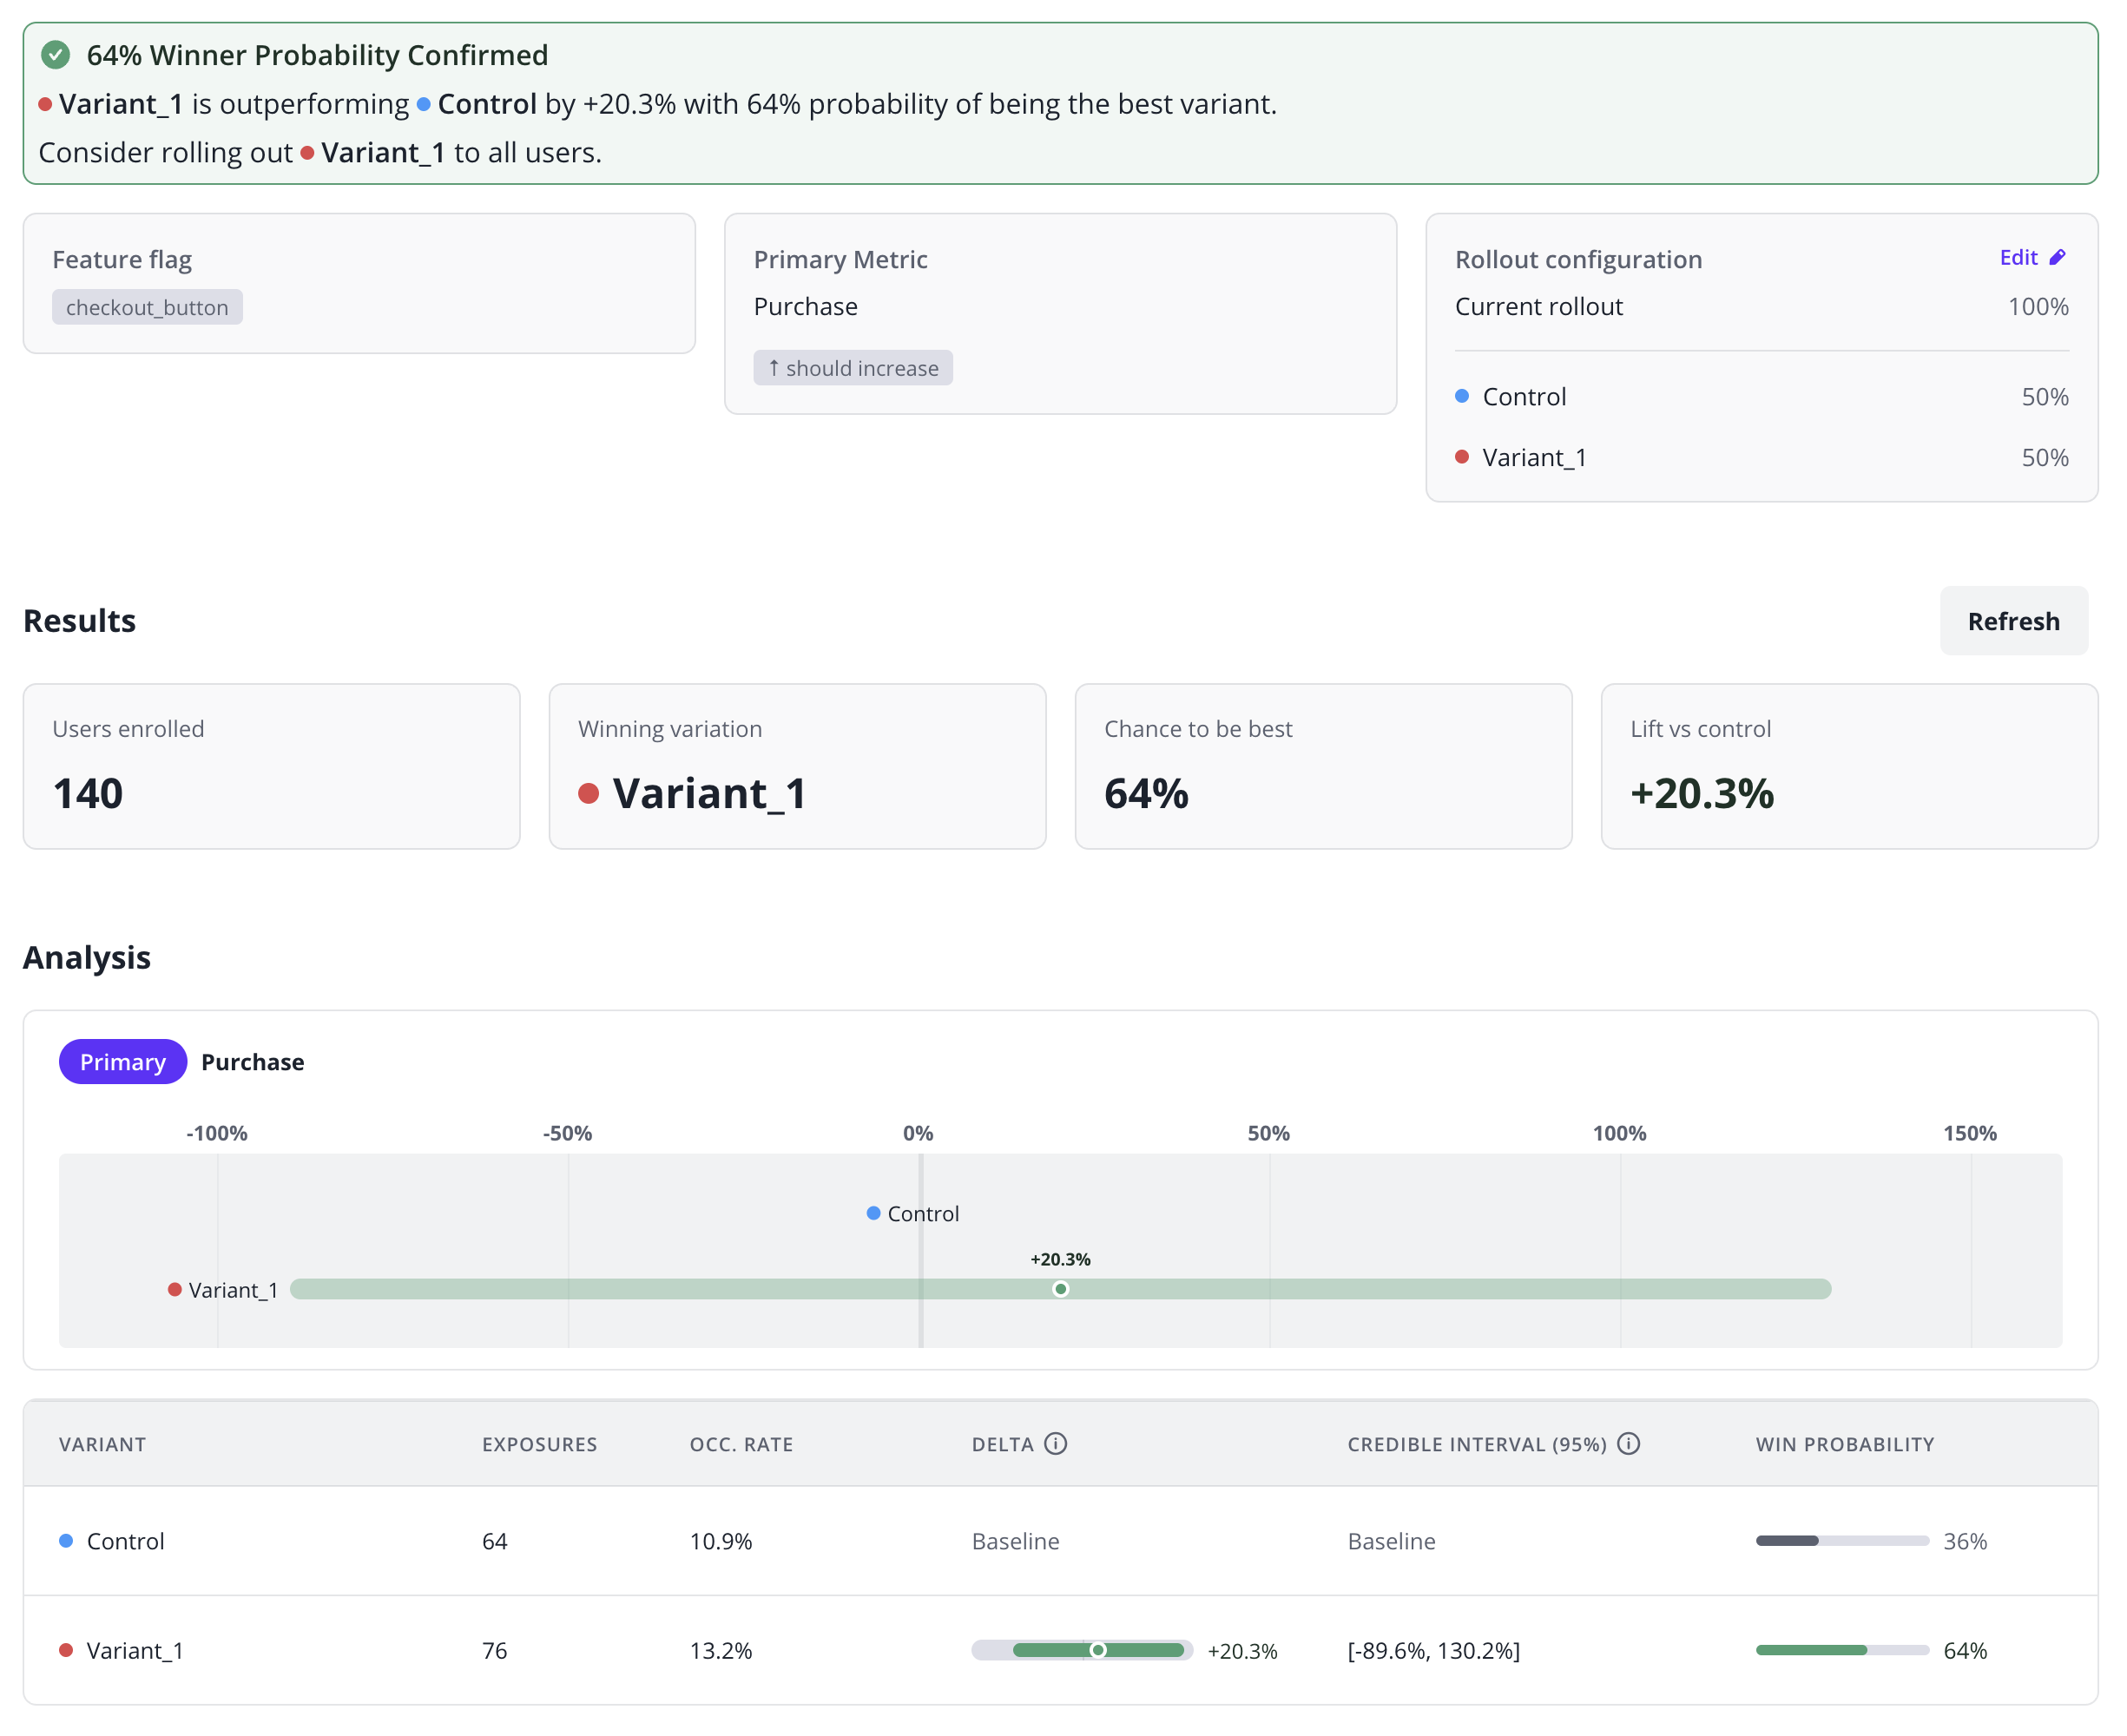 64% Winner Probability Confirmed
Variant_1 is outperforming Control by +20.3% with 64% probability of being the best variant.
Consider rolling out Variant_1 to all users.
Feature flag
checkout_button
Primary Metric
Purchase
↑ should increase
Rollout configuration
Edit
Current rollout 100%
Control 50%
Variant_1 50%
Results
Refresh
Users enrolled
140
Winning variation
Variant_1
Chance to be best
64%
Lift vs control
+20.3%
Analysis
Primary Purchase
-100% -50% 0% 50% 100% 150%
Control
+20.3%
Variant_1
VARIANT EXPOSURES OCC. RATE DELTA CREDIBLE INTERVAL (95%) WIN PROBABILITY
Control 64 10.9% Baseline Baseline 36%
Variant_1 76 13.2% +20.3% [-89.6%, 130.2%] 64%